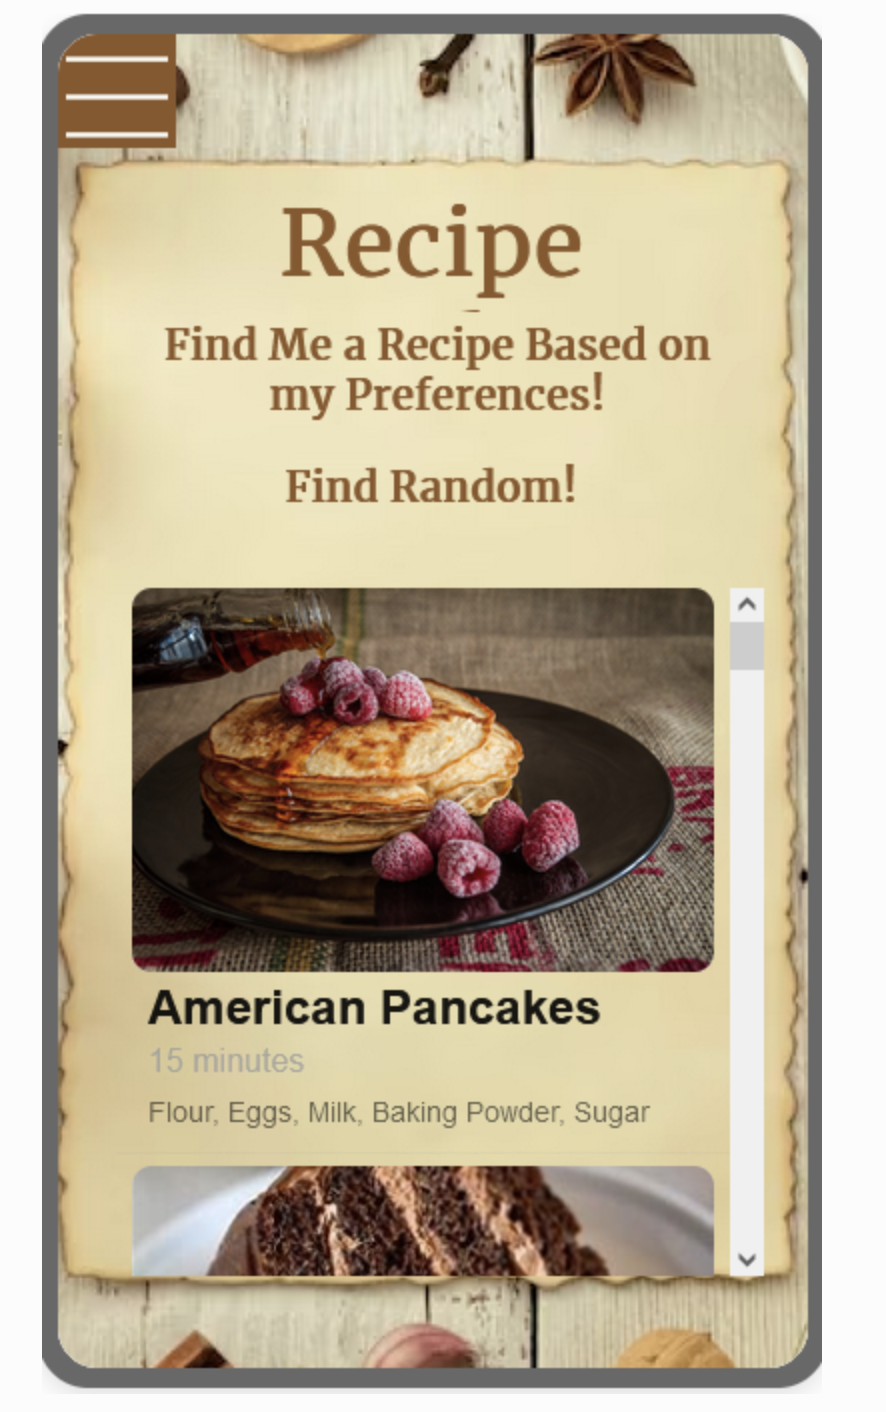 Recipe
Find Me a Recipe Based on
my Preferences!
Find Random!
American Pancakes
15 minutes
Flour, Eggs, Milk, Baking Powder, Sugar